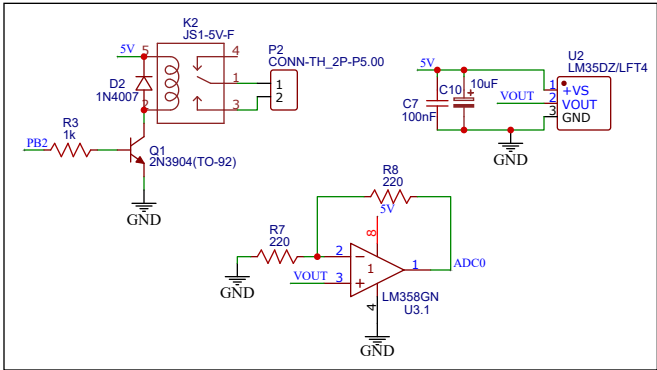 K2
JS1-5V-F
5V
5
4
P2
CONN-TH_2P-P5.00
D2
1N4007
1
1
2
2
3
R3
1k
PB2
Q1
2N3904(TO-92)
GND
5V
U2
LM35DZ/LFT4
C10
10uF
+
C7
100nF
VOUT
1
+VS
2
VOUT
3
GND
GND
R8
220
5V
8
R7
220
2
−
1
1
ADC0
VOUT
3
+
GND
LM358GN
U3.1
4
GND